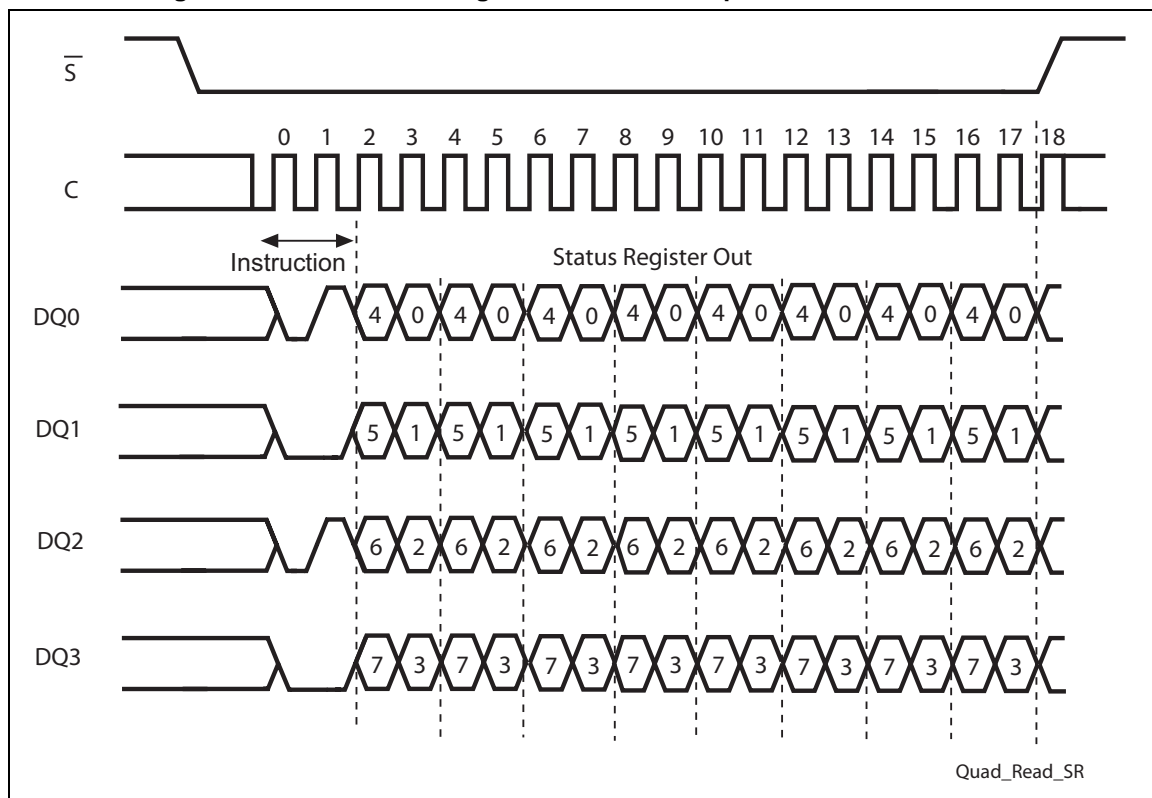 S
0 1 2 3 4 5 6 7 8 9 10 11 12 13 14 15 16 17 18
C
Instruction
Status Register Out
DQ0 4 0 4 0 4 0 4 0 4 0 4 0 4 0 4 0
DQ1 5 1 5 1 5 1 5 1 5 1 5 1 5 1 5 1
DQ2 6 2 6 2 6 2 6 2 6 2 6 2 6 2 6 2
DQ3 7 3 7 3 7 3 7 3 7 3 7 3 7 3 7 3
Quad_Read_SR